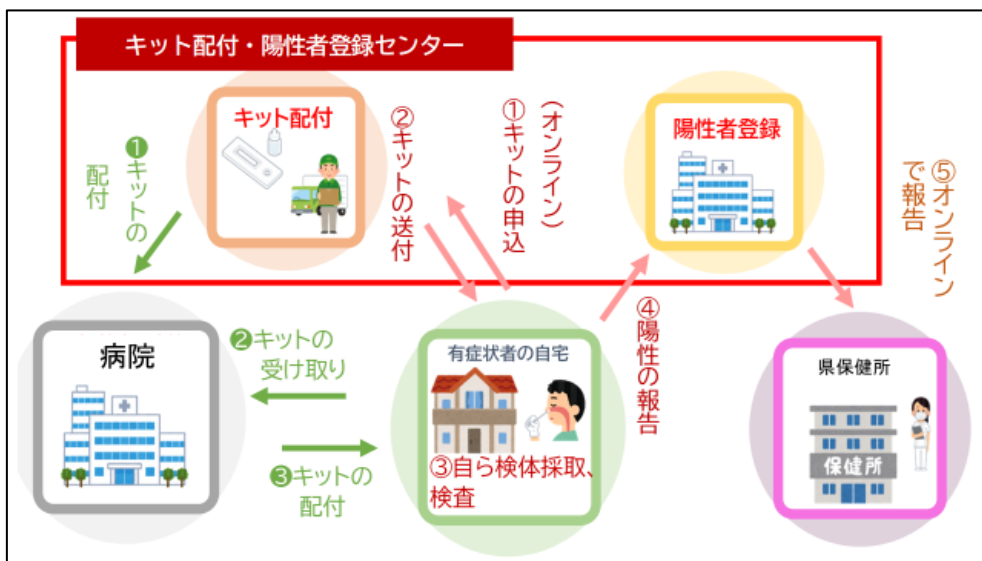 キット配付・陽性者登録センター
キット配付
②キットの送付
①キットの申込
(オンライン)
陽性者登録
❶キットの
配付
⑤オンライン
で報告
病院
❷キットの
受け取り
❸キットの
配付
有症状者の自宅
③自ら検体採取、
検査
④陽性の報告
県保健所
保健所